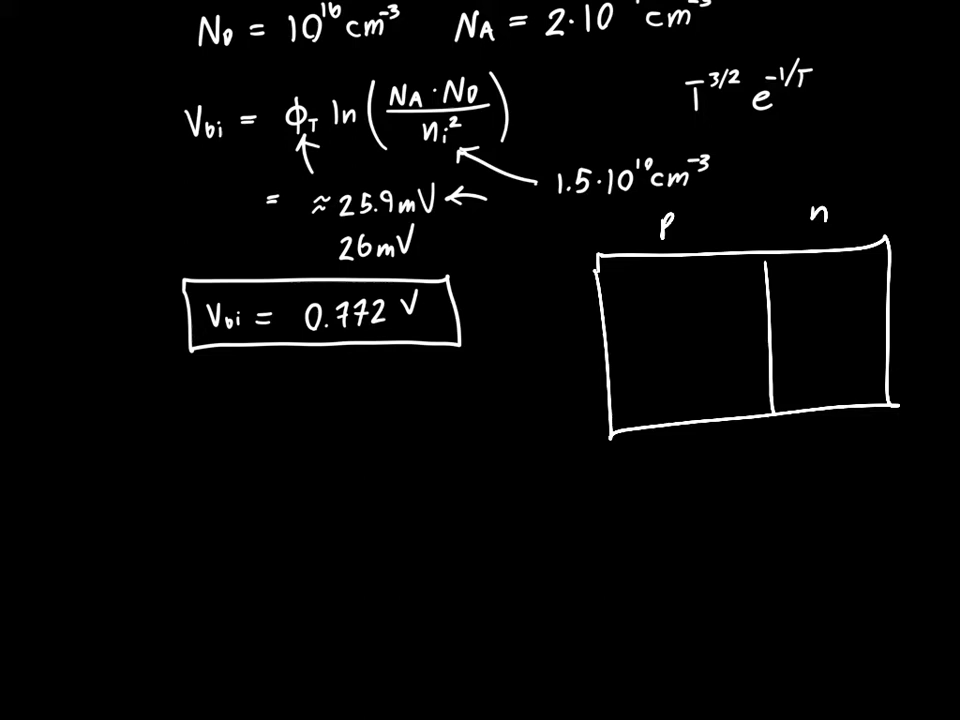 N_D = 10^16 cm^-3 N_A = 2·10 cm^-3
V_bi = ϕ_T ln(N_A·N_D / n_i^2) T^3/2 e^-1/T
1.5·10^10 cm^-3
= ≈25.9mV
26mV
p n
V_bi = 0.772 V